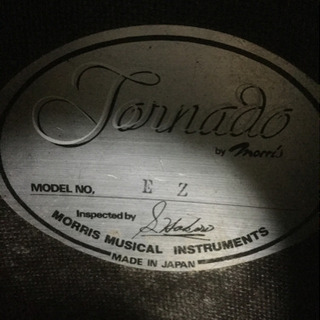 Tornado
by Morris
MODEL NO, E Z
Inspected by
MORRIS MUSICAL INSTRUMENTS
MADE IN JAPAN